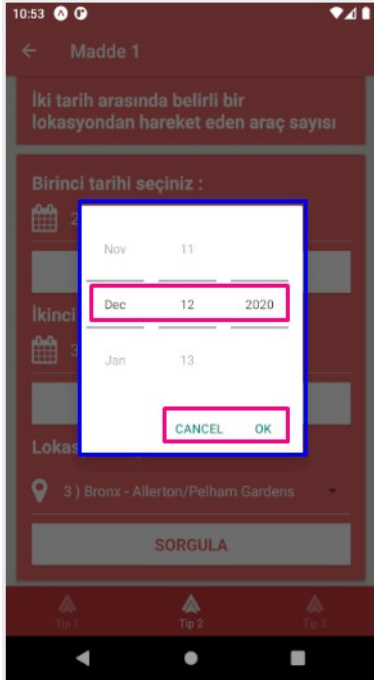 10:53
Madde 1
İki tarih arasında belirli bir
lokasyondan hareket eden araç sayısı
Birinci tarihi seçiniz :
2
Nov 11
Dec 12 2020
İkinci
3
Jan 13
CANCEL OK
Lokas
3 ) Bronx - Allerton/Pelham Gardens
SORGULA
Tip 1 Tip 2 Tip 3